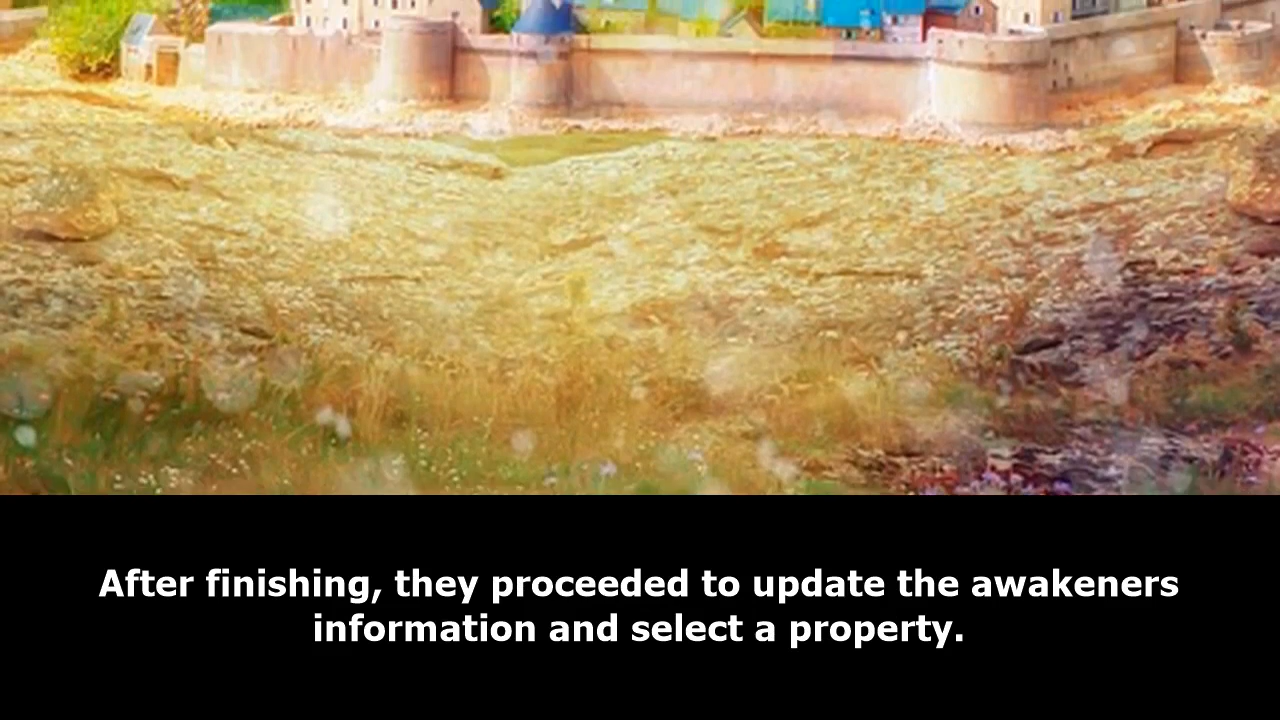 After finishing, they proceeded to update the awakeners
information and select a property.